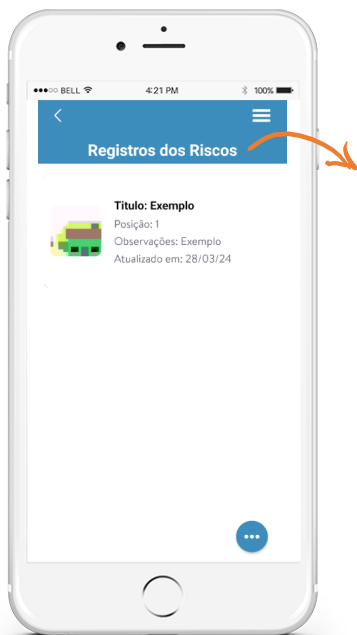 BELL 4:21 PM 100%
Registros dos Riscos
Titulo: Exemplo
Posição: 1
Observações: Exemplo
Atualizado em: 28/03/24